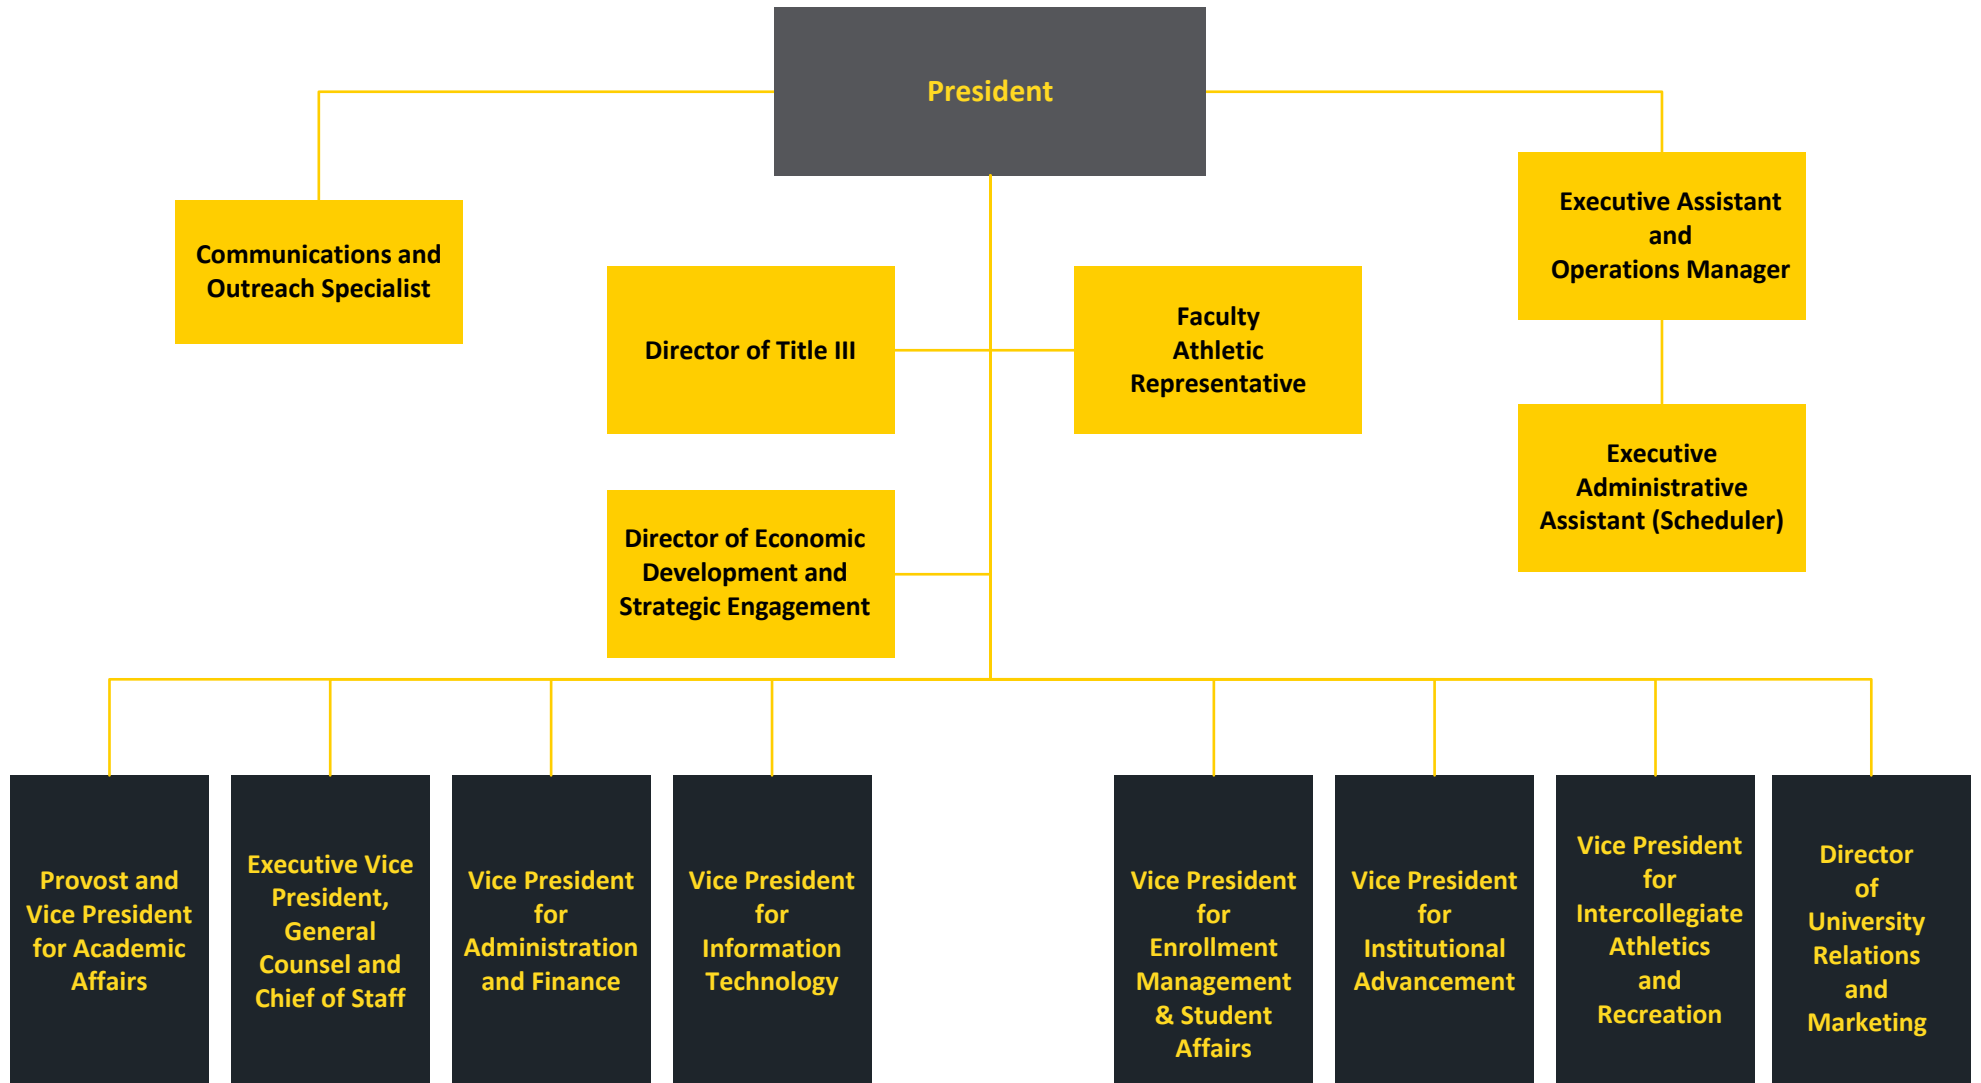 President
Communications and
Outreach Specialist
Executive Assistant
and
Operations Manager
Director of Title III
Faculty
Athletic
Representative
Executive
Administrative
Assistant (Scheduler)
Director of Economic
Development and
Strategic Engagement
Provost and
Vice President
for Academic
Affairs
Executive Vice
President,
General
Counsel and
Chief of Staff
Vice President
for
Administration
and Finance
Vice President
for
Information
Technology
Vice President
for
Enrollment
Management
& Student
Affairs
Vice President
for
Institutional
Advancement
Vice President
for
Intercollegiate
Athletics
and
Recreation
Director
of
University
Relations
and
Marketing